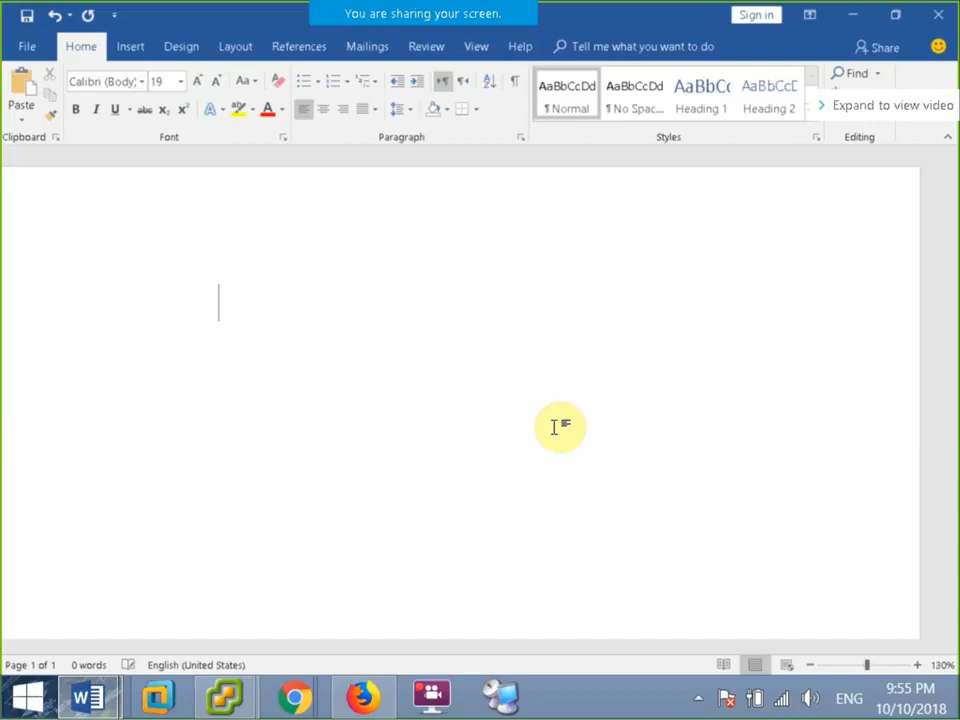 You are sharing your screen.
Sign in
File Home Insert Design Layout References Mailings Review View Help Tell me what you want to do Share
Paste
Calibri (Body) 19
Aa
AaBbCcDd AaBbCcDd AaBbCc AaBbCcD
¶ Normal ¶ No Spac... Heading 1 Heading 2
Find
Expand to view video
Clipboard Font Paragraph Styles Editing
Page 1 of 1 0 words English (United States) 130%
ENG
9:55 PM
10/10/2018